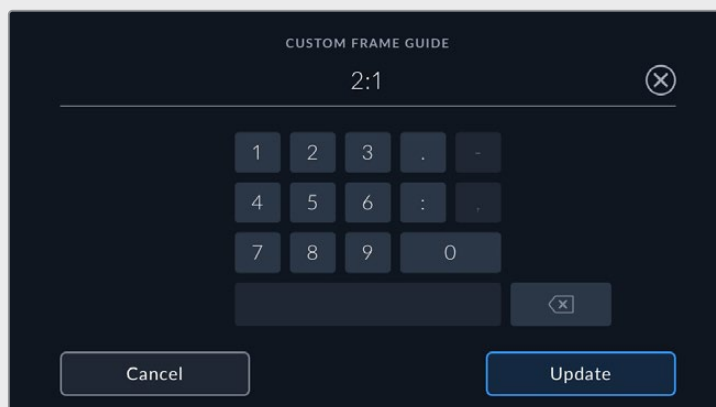 CUSTOM FRAME GUIDE
2:1
1 2 3 . -
4 5 6 : ,
7 8 9 0
Cancel Update